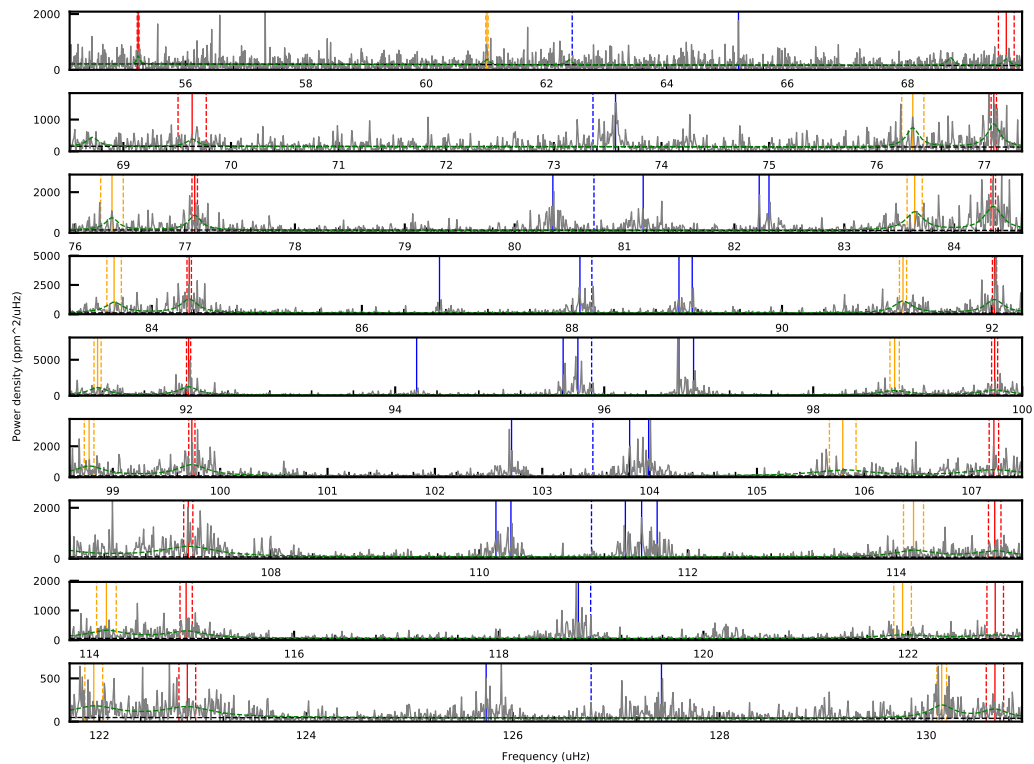 2000
0
56 58 60 62 64 66 68
1000
0
69 70 71 72 73 74 75 76 77
2000
0
76 77 78 79 80 81 82 83 84
5000
2500
0
84 86 88 90 92
Power density (ppm^2/uHz)
5000
0
92 94 96 98 100
2000
0
99 100 101 102 103 104 105 106 107
2000
0
108 110 112 114
2000
1000
0
114 116 118 120 122
500
0
122 124 126 128 130
Frequency (uHz)